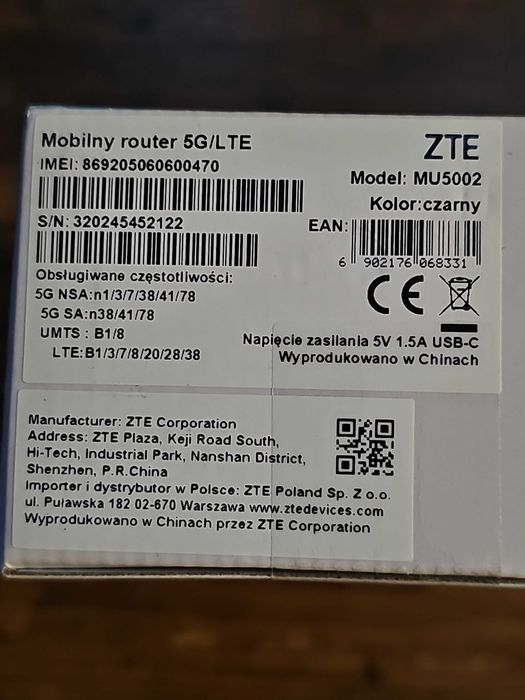 Mobilny router 5G/LTE
IMEI: 869205060600470
S/N: 320245452122
Obsługiwane częstotliwości:
5G NSA:n1/3/7/38/41/78
5G SA:n38/41/78
UMTS : B1/8
LTE:B1/3/7/8/20/28/38
ZTE
Model: MU5002
Kolor:czarny
EAN:
6 902176 068331
CE
Napięcie zasilania 5V 1.5A USB-C
Wyprodukowano w Chinach
Manufacturer: ZTE Corporation
Address: ZTE Plaza, Keji Road South,
Hi-Tech, Industrial Park, Nanshan District,
Shenzhen, P.R.China
Importer i dystrybutor w Polsce: ZTE Poland Sp. Z o.o.
ul. Puławska 182 02-670 Warszawa www.ztedevices.com
Wyprodukowano w Chinach przez ZTE Corporation